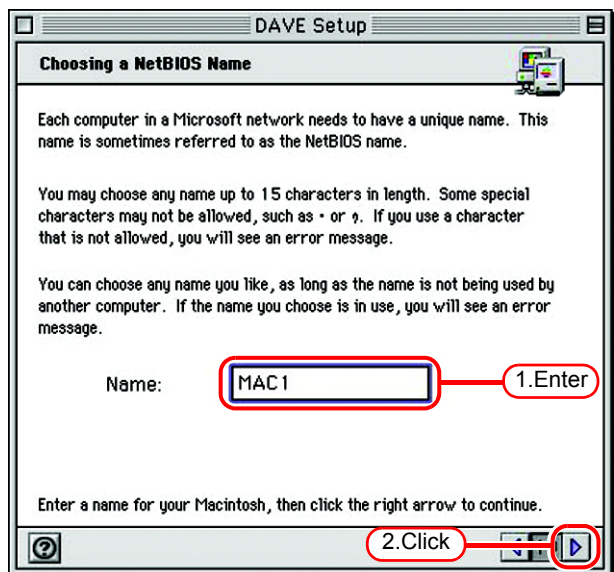 DAVE Setup
Choosing a NetBIOS Name
Each computer in a Microsoft network needs to have a unique name. This
name is sometimes referred to as the NetBIOS name.
You may choose any name up to 15 characters in length. Some special
characters may not be allowed, such as • or ?. If you use a character
that is not allowed, you will see an error message.
You can choose any name you like, as long as the name is not being used by
another computer. If the name you choose is in use, you will see an error
message.
Name: MAC1 1.Enter
Enter a name for your Macintosh, then click the right arrow to continue.
? 2.Click